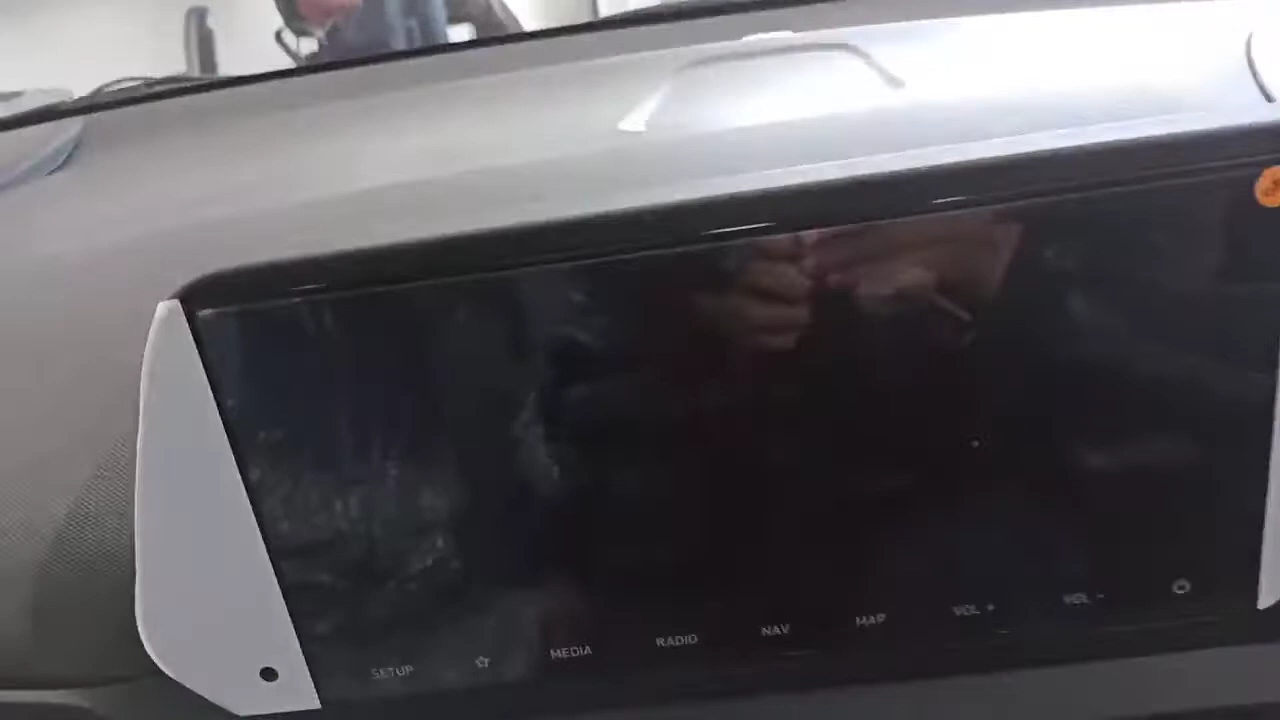 SETUP ☆ MEDIA RADIO NAV MAP VOL + VOL -